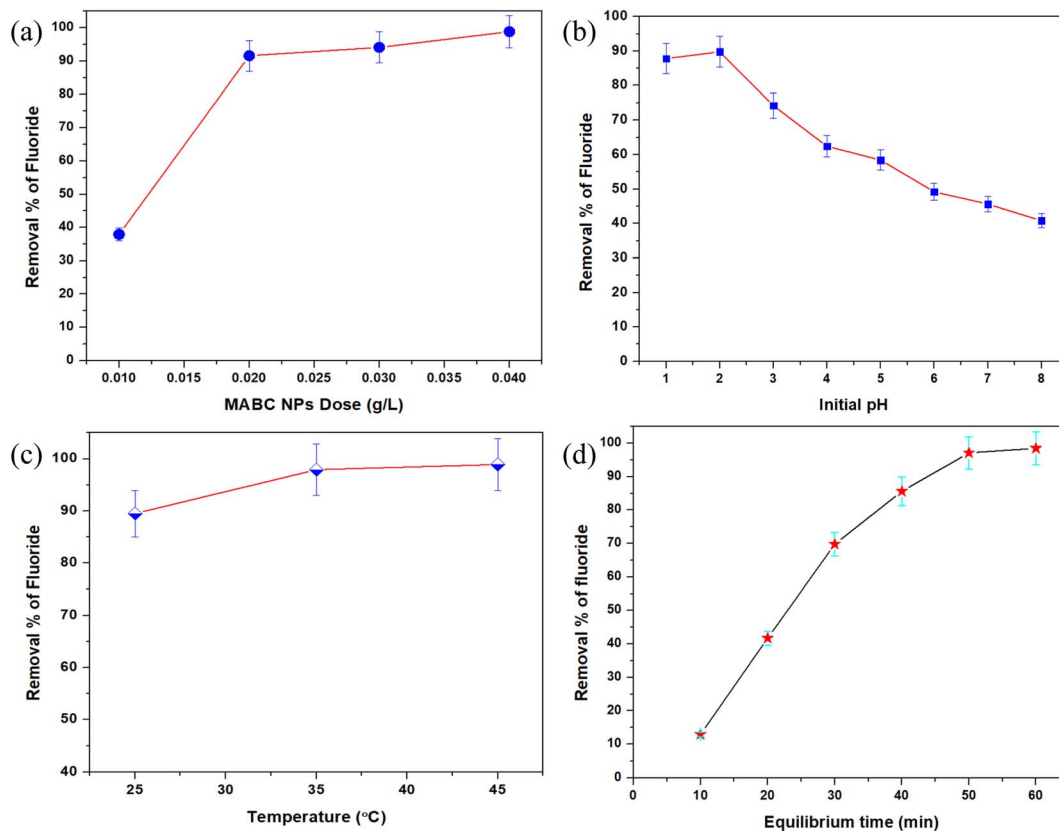 (a)
100
90
80
70
60
50
40
30
20
10
0
Removal % of Fluoride
0.010 0.015 0.020 0.025 0.030 0.035 0.040
MABC NPs Dose (g/L)
(b)
100
90
80
70
60
50
40
30
20
10
0
Removal % of Fluoride
1 2 3 4 5 6 7 8
Initial pH
(c)
100
90
80
70
60
50
40
Removal % of Fluoride
25 30 35 40 45
Temperature (°C)
(d)
100
90
80
70
60
50
40
30
20
10
0
Removal % of fluoride
10 20 30 40 50 60
Equilibrium time (min)